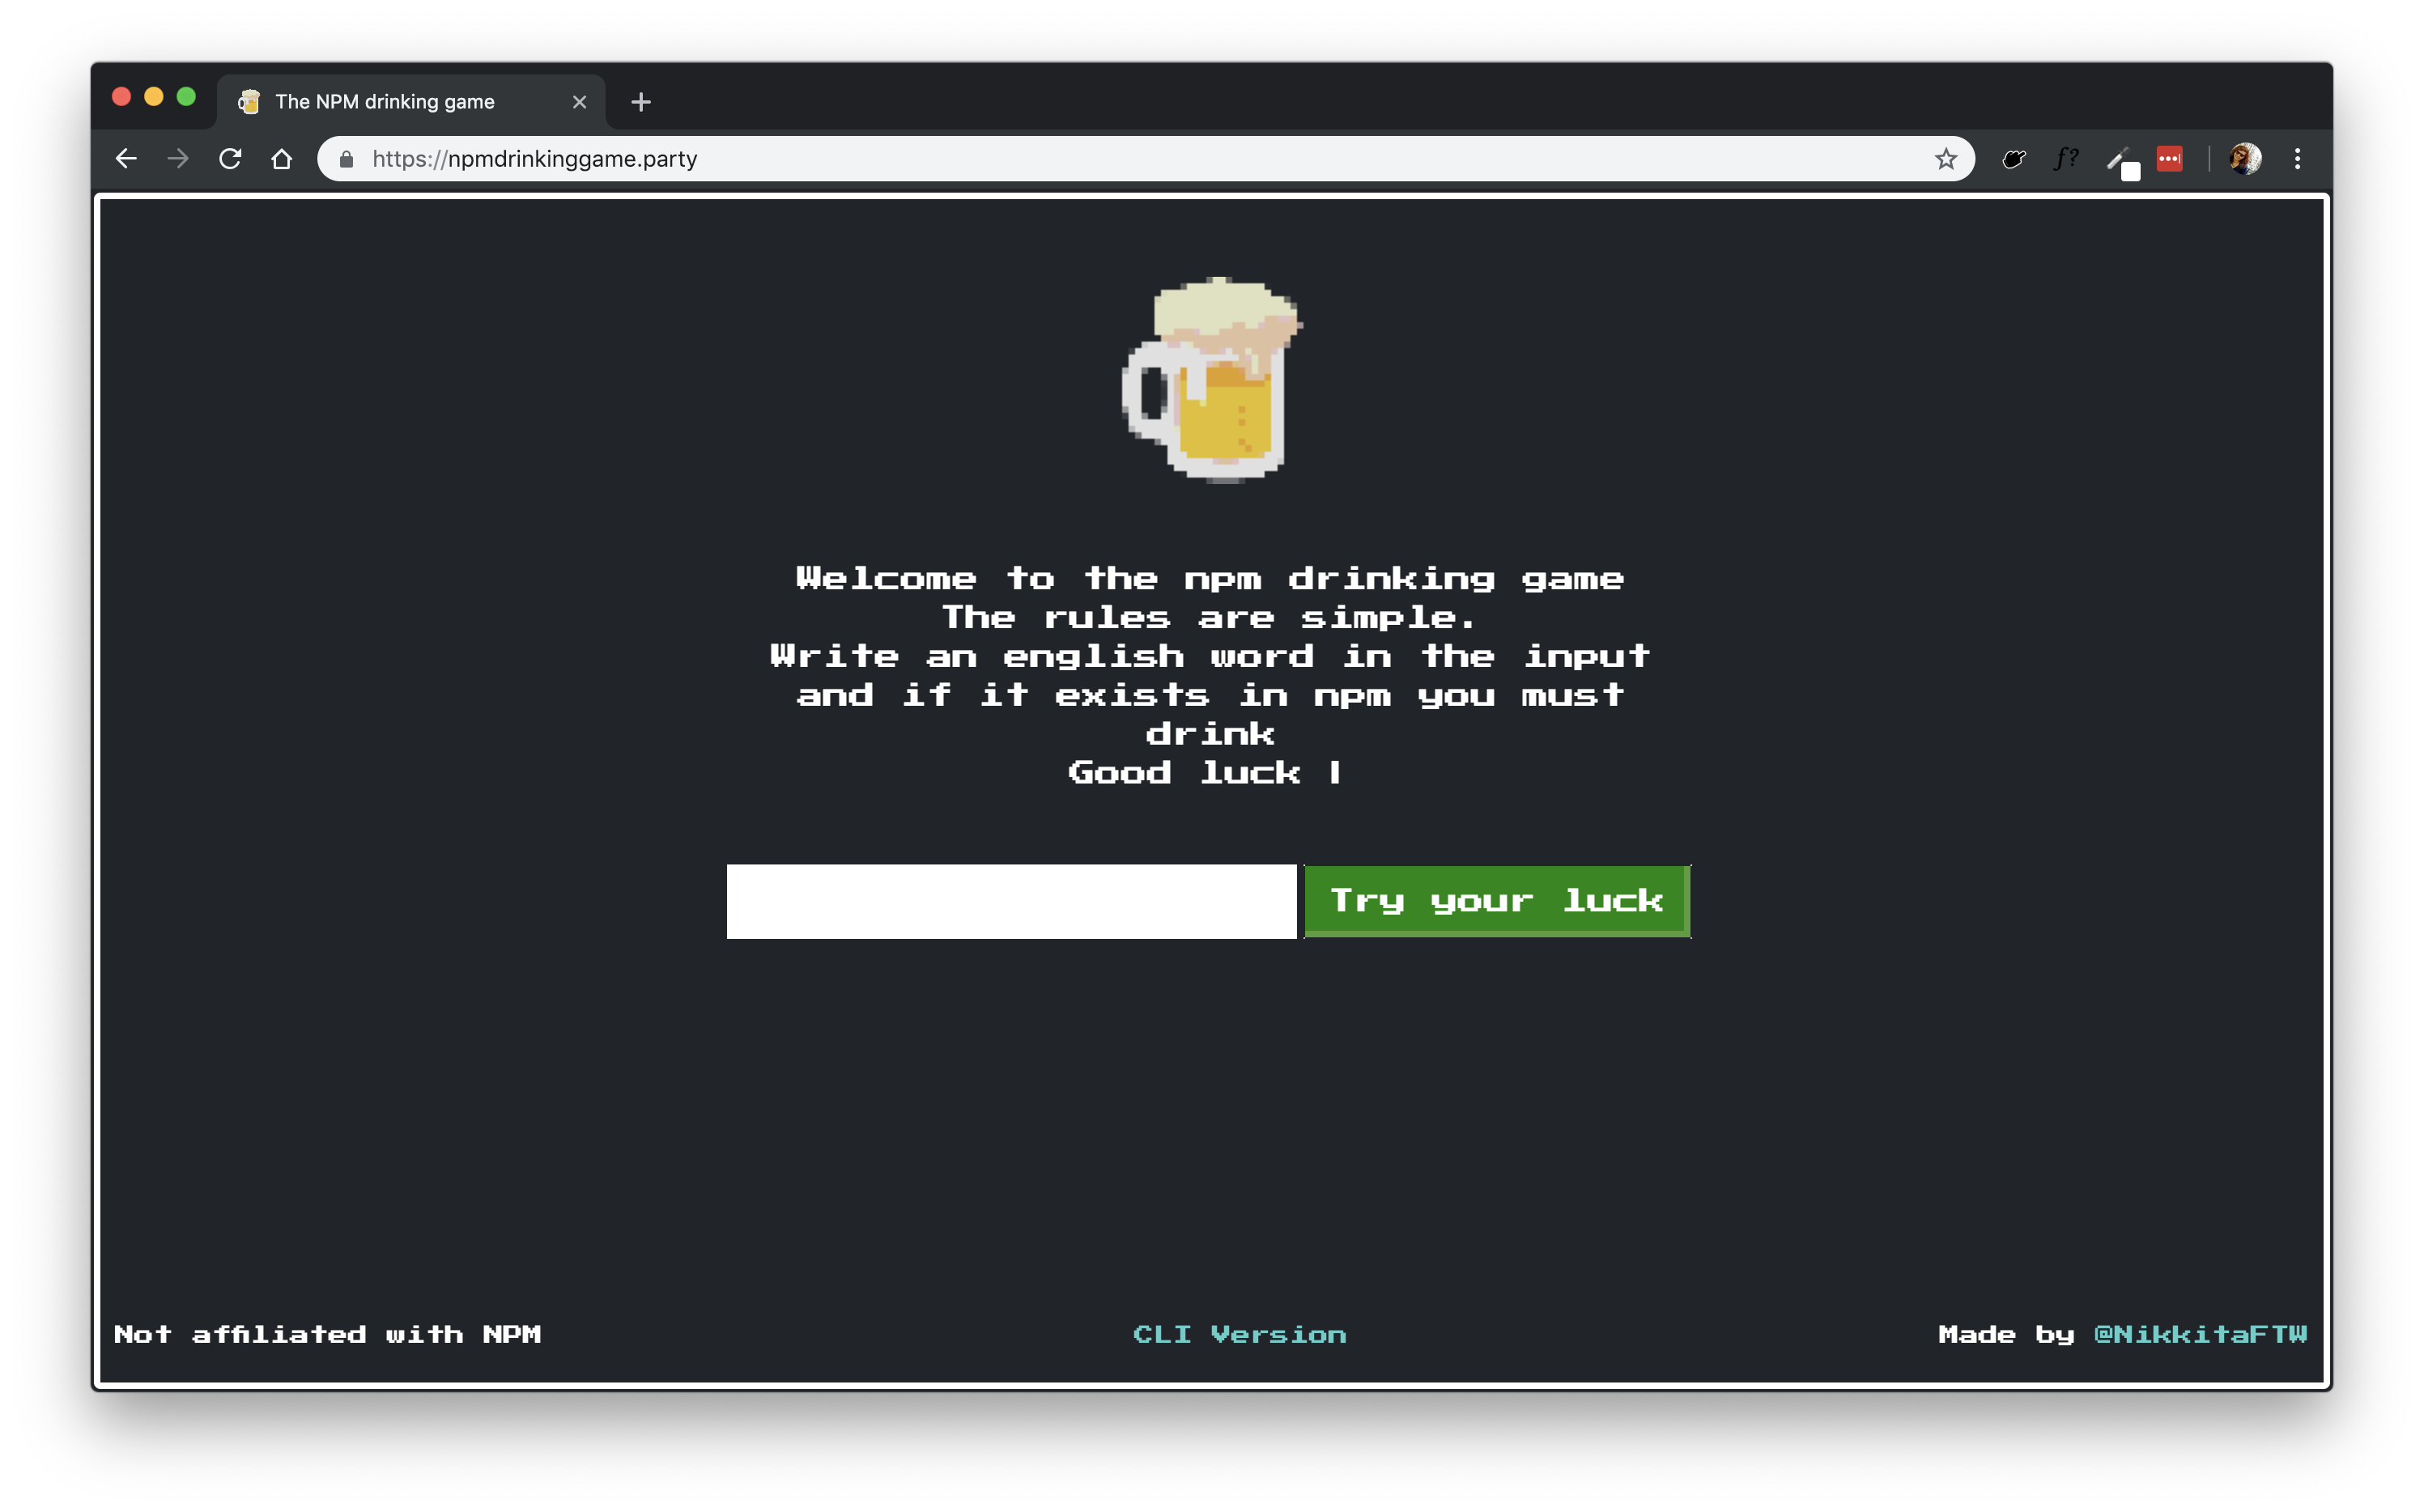 The NPM drinking game
https://npmdrinkinggame.party
f?
Welcome to the npm drinking game
The rules are simple.
Write an english word in the input
and if it exists in npm you must
drink
Good luck |
Try your luck
Not affiliated with NPM
CLI Version
Made by @NikkitaFTW